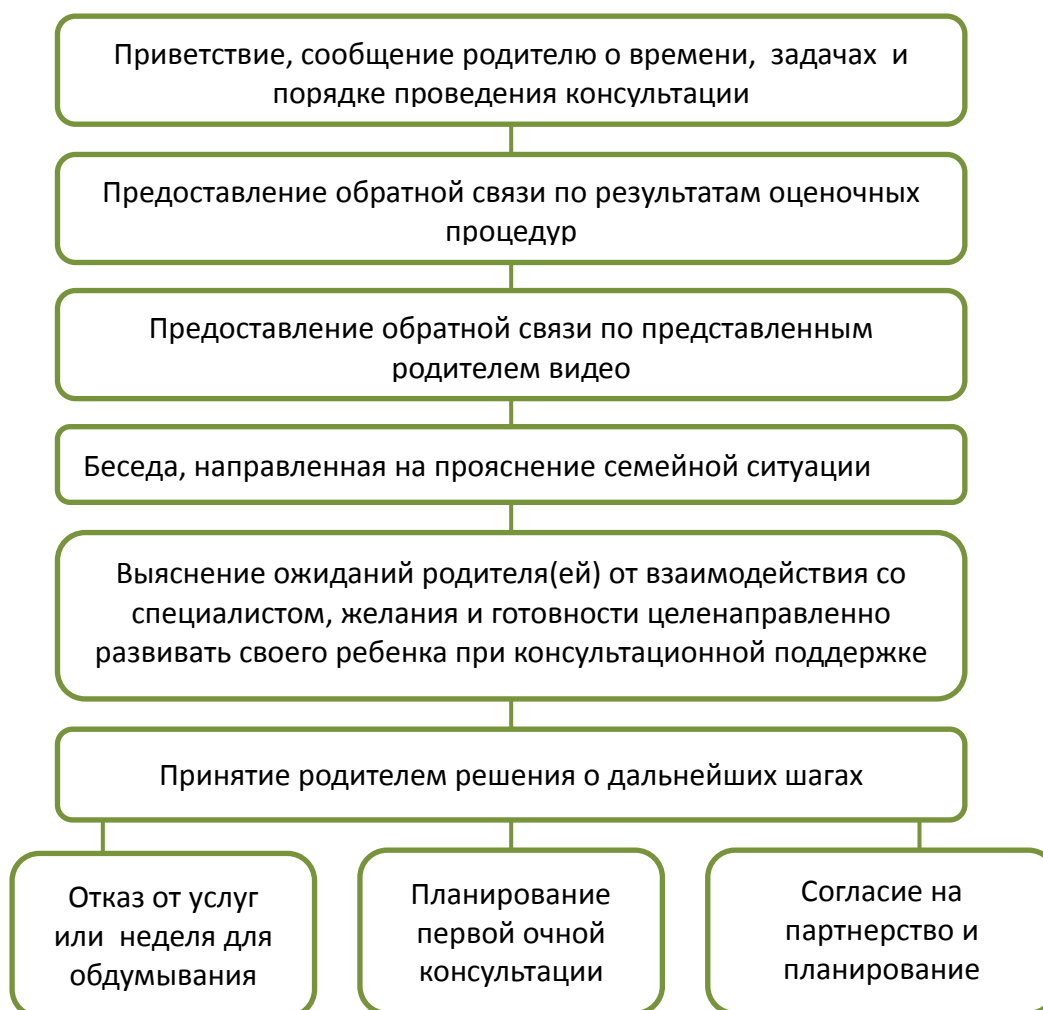 Приветствие, сообщение родителю о времени, задачах и
порядке проведения консультации
Предоставление обратной связи по результатам оценочных
процедур
Предоставление обратной связи по представленным
родителем видео
Беседа, направленная на прояснение семейной ситуации
Выяснение ожиданий родителя(ей) от взаимодействия со
специалистом, желания и готовности целенаправленно
развивать своего ребенка при консультационной поддержке
Принятие родителем решения о дальнейших шагах
Отказ от услуг
или неделя для
обдумывания
Планирование
первой очной
консультации
Согласие на
партнерство и
планирование